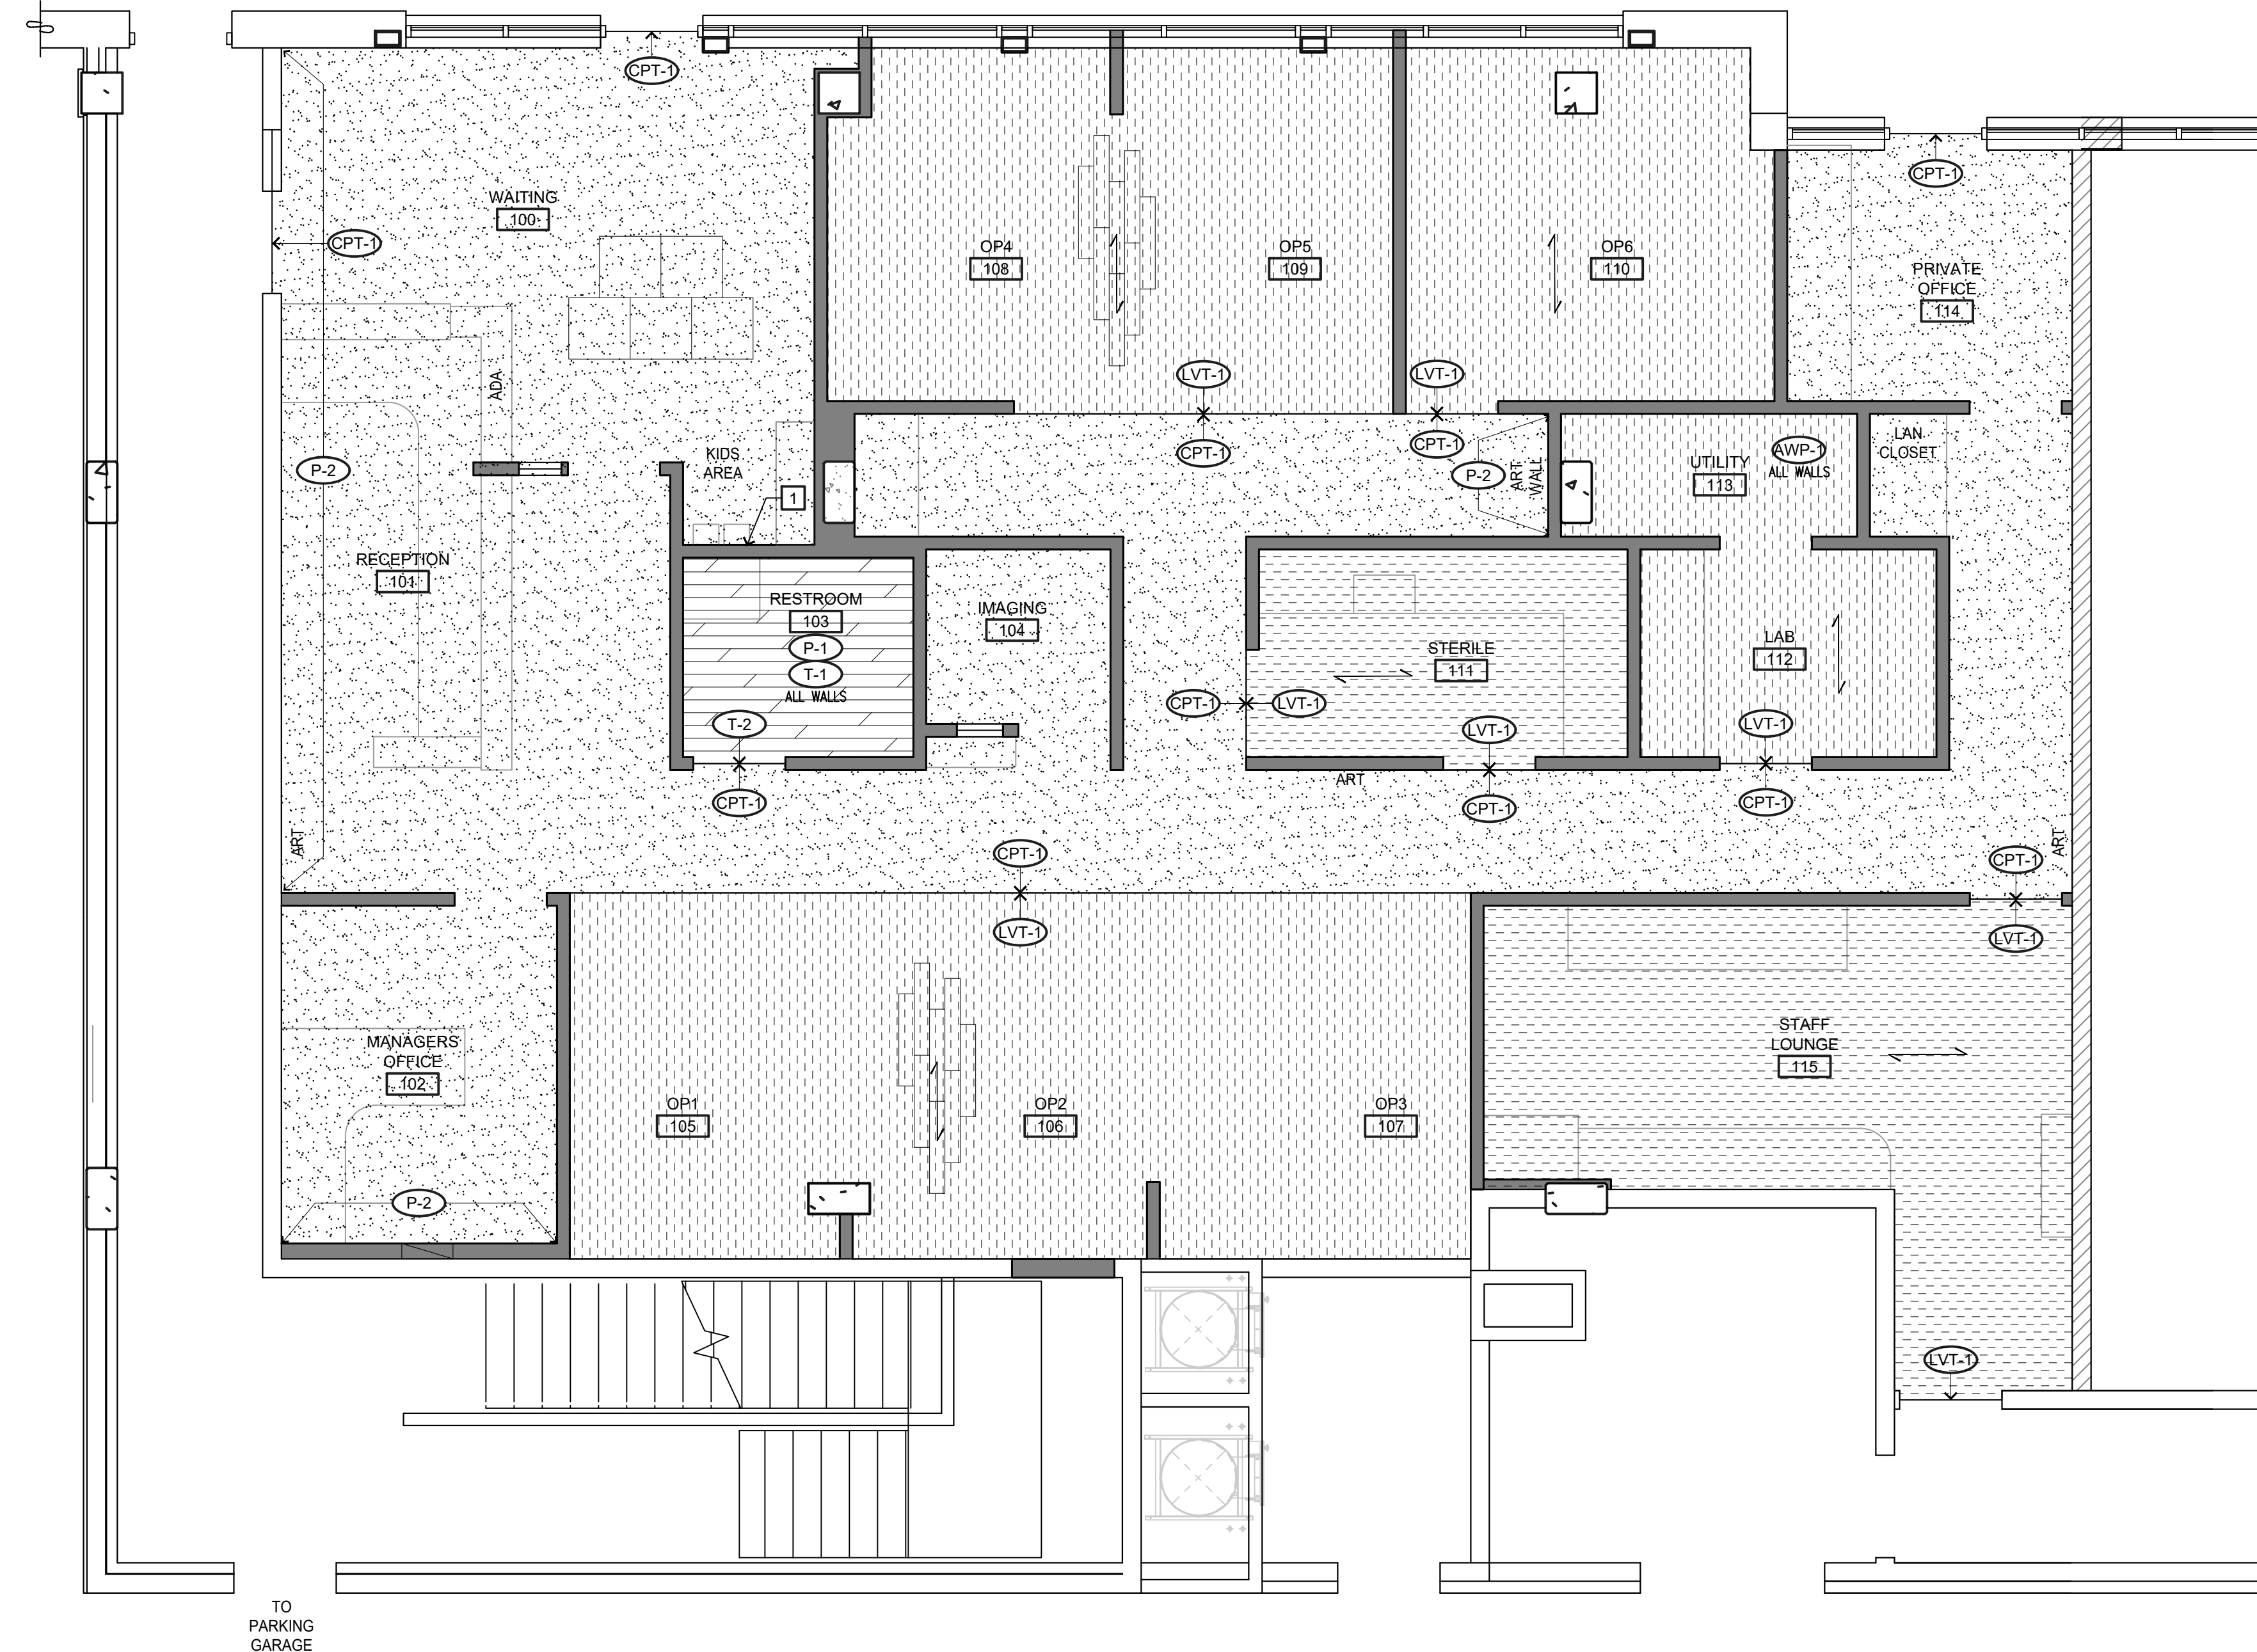 CPT-1
WAITING
100
CPT-1
OP4
108
OP5
109
OP6
110
CPT-1
PRIVATE
OFFICE
114
ADA
LVT-1
CPT-1
LVT-1
CPT-1
P-2
KIDS
AREA
1
P-2
ART
WALL
UTILITY
113
AWP-1
ALL WALLS
LAN
CLOSET
RECEPTION
101
RESTROOM
103
P-1
T-1
ALL WALLS
T-2
CPT-1
IMAGING
104
STERILE
111
CPT-1
LVT-1
LVT-1
CPT-1
LAB
112
LVT-1
CPT-1
ART
ART
ART
CPT-1
LVT-1
CPT-1
LVT-1
MANAGERS
OFFICE
102
P-2
OP1
105
OP2
106
OP3
107
STAFF
LOUNGE
115
LVT-1
TO
PARKING
GARAGE